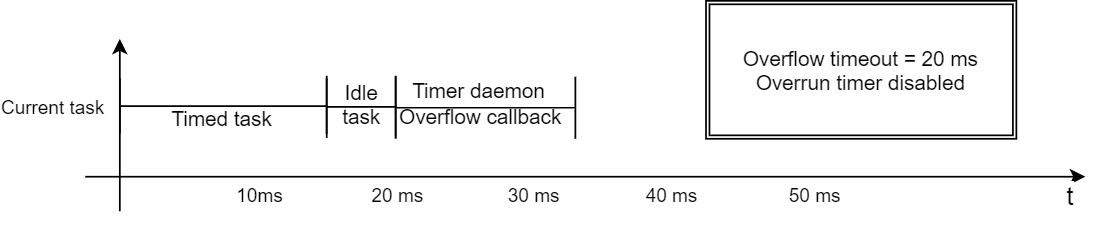 Overflow timeout = 20 ms
Overrun timer disabled
Current task
Timed task
Idle
task
Timer daemon
Overflow callback
10ms
20 ms
30 ms
40 ms
50 ms
t